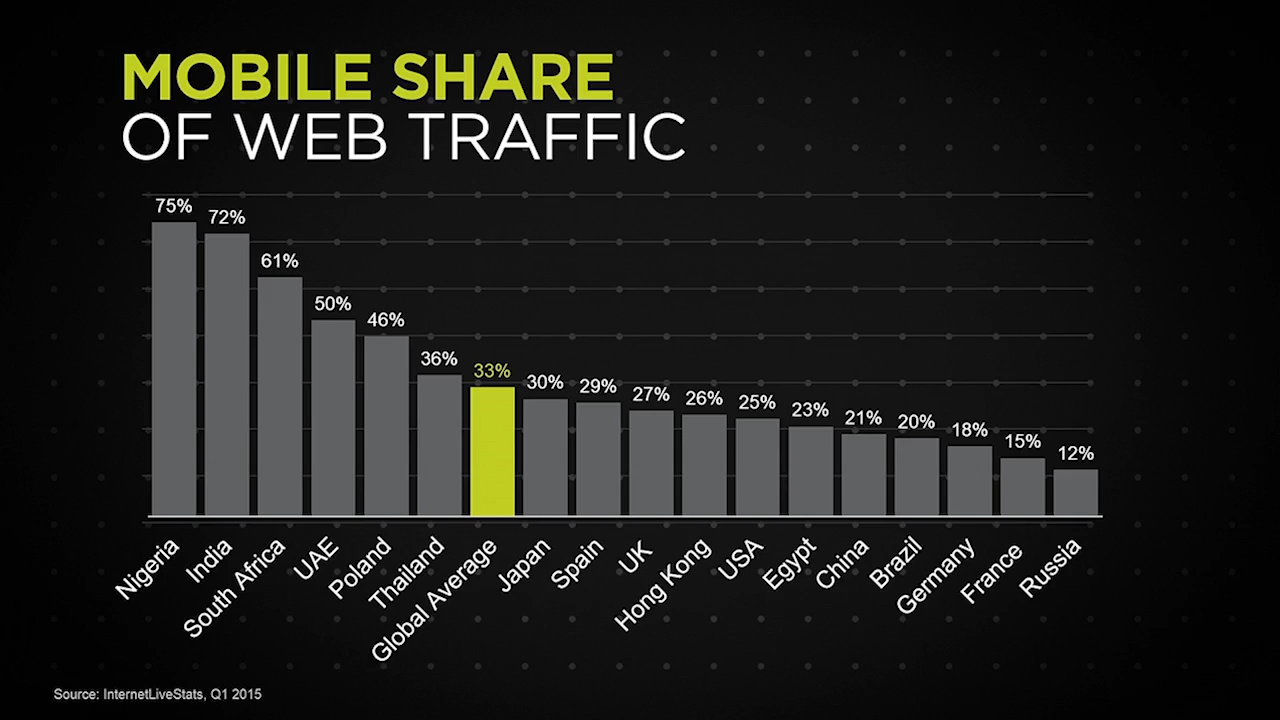 MOBILE SHARE
OF WEB TRAFFIC
75%
72%
61%
50%
46%
36%
33%
30%
29%
27%
26%
25%
23%
21%
20%
18%
15%
12%
Nigeria
India
South Africa
UAE
Poland
Thailand
Global Average
Japan
Spain
UK
Hong Kong
USA
Egypt
China
Brazil
Germany
France
Russia
Source: InternetLiveStats, Q1 2015